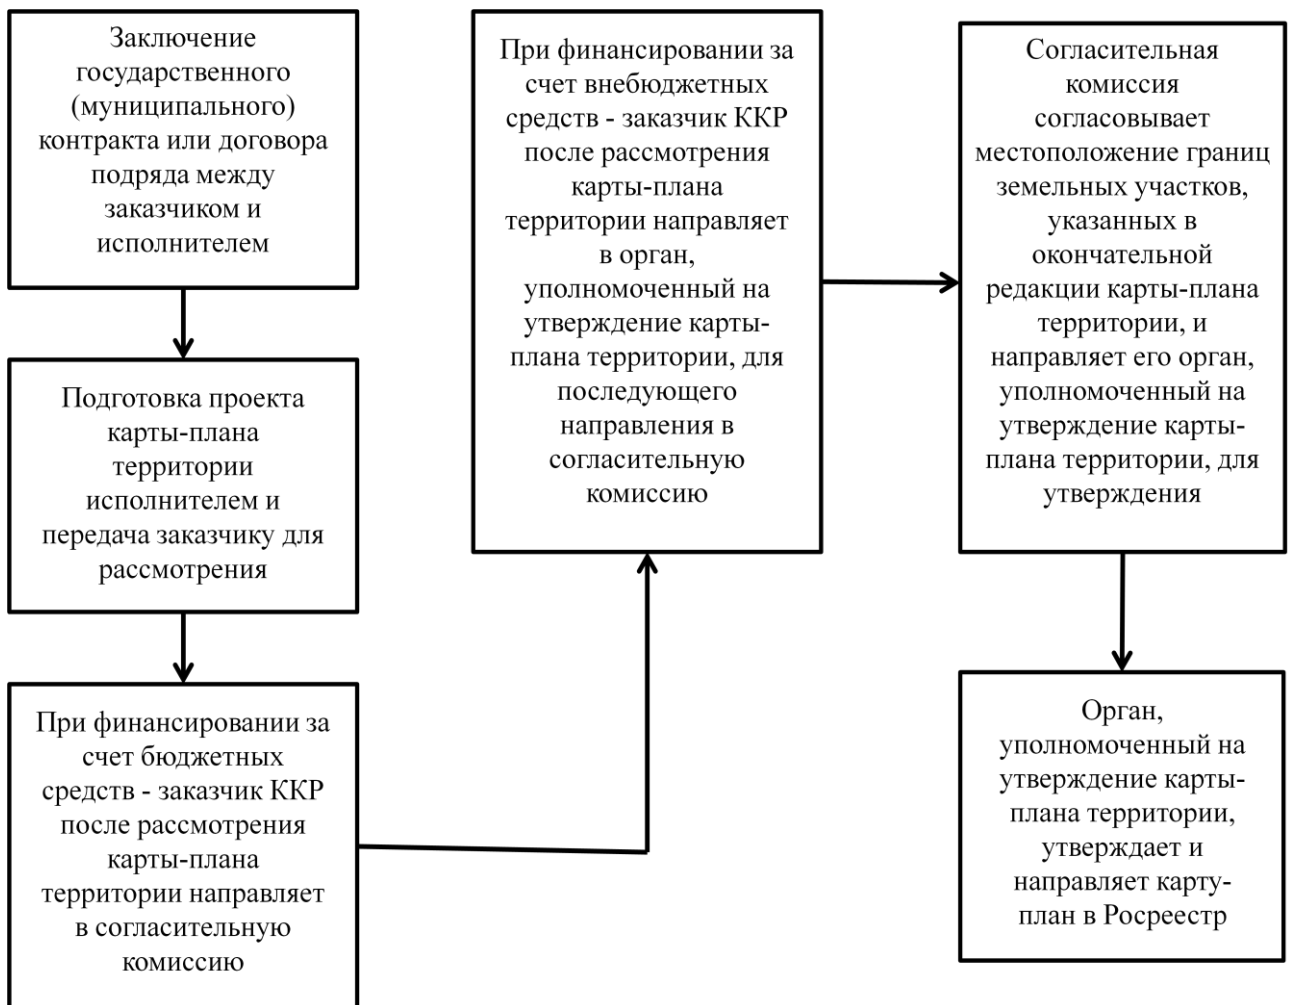 Заключение
государственного
(муниципального)
контракта или договора
подряда между
заказчиком и
исполнителем
Подготовка проекта
карты-плана
территории
исполнителем и
передача заказчику для
рассмотрения
При финансировании за
счет бюджетных
средств - заказчик ККР
после рассмотрения
карты-плана
территории направляет
в согласительную
комиссию
При финансировании за
счет внебюджетных
средств - заказчик ККР
после рассмотрения
карты-плана
территории направляет
в орган,
уполномоченный на
утверждение карты-
плана территории, для
последующего
направления в
согласительную
комиссию
Согласительная
комиссия
согласовывает
местоположение границ
земельных участков,
указанных в
окончательной
редакции карты-плана
территории, и
направляет его орган,
уполномоченный на
утверждение карты-
плана территории, для
утверждения
Орган,
уполномоченный на
утверждение карты-
плана территории,
утверждает и
направляет карту-
план в Росреестр